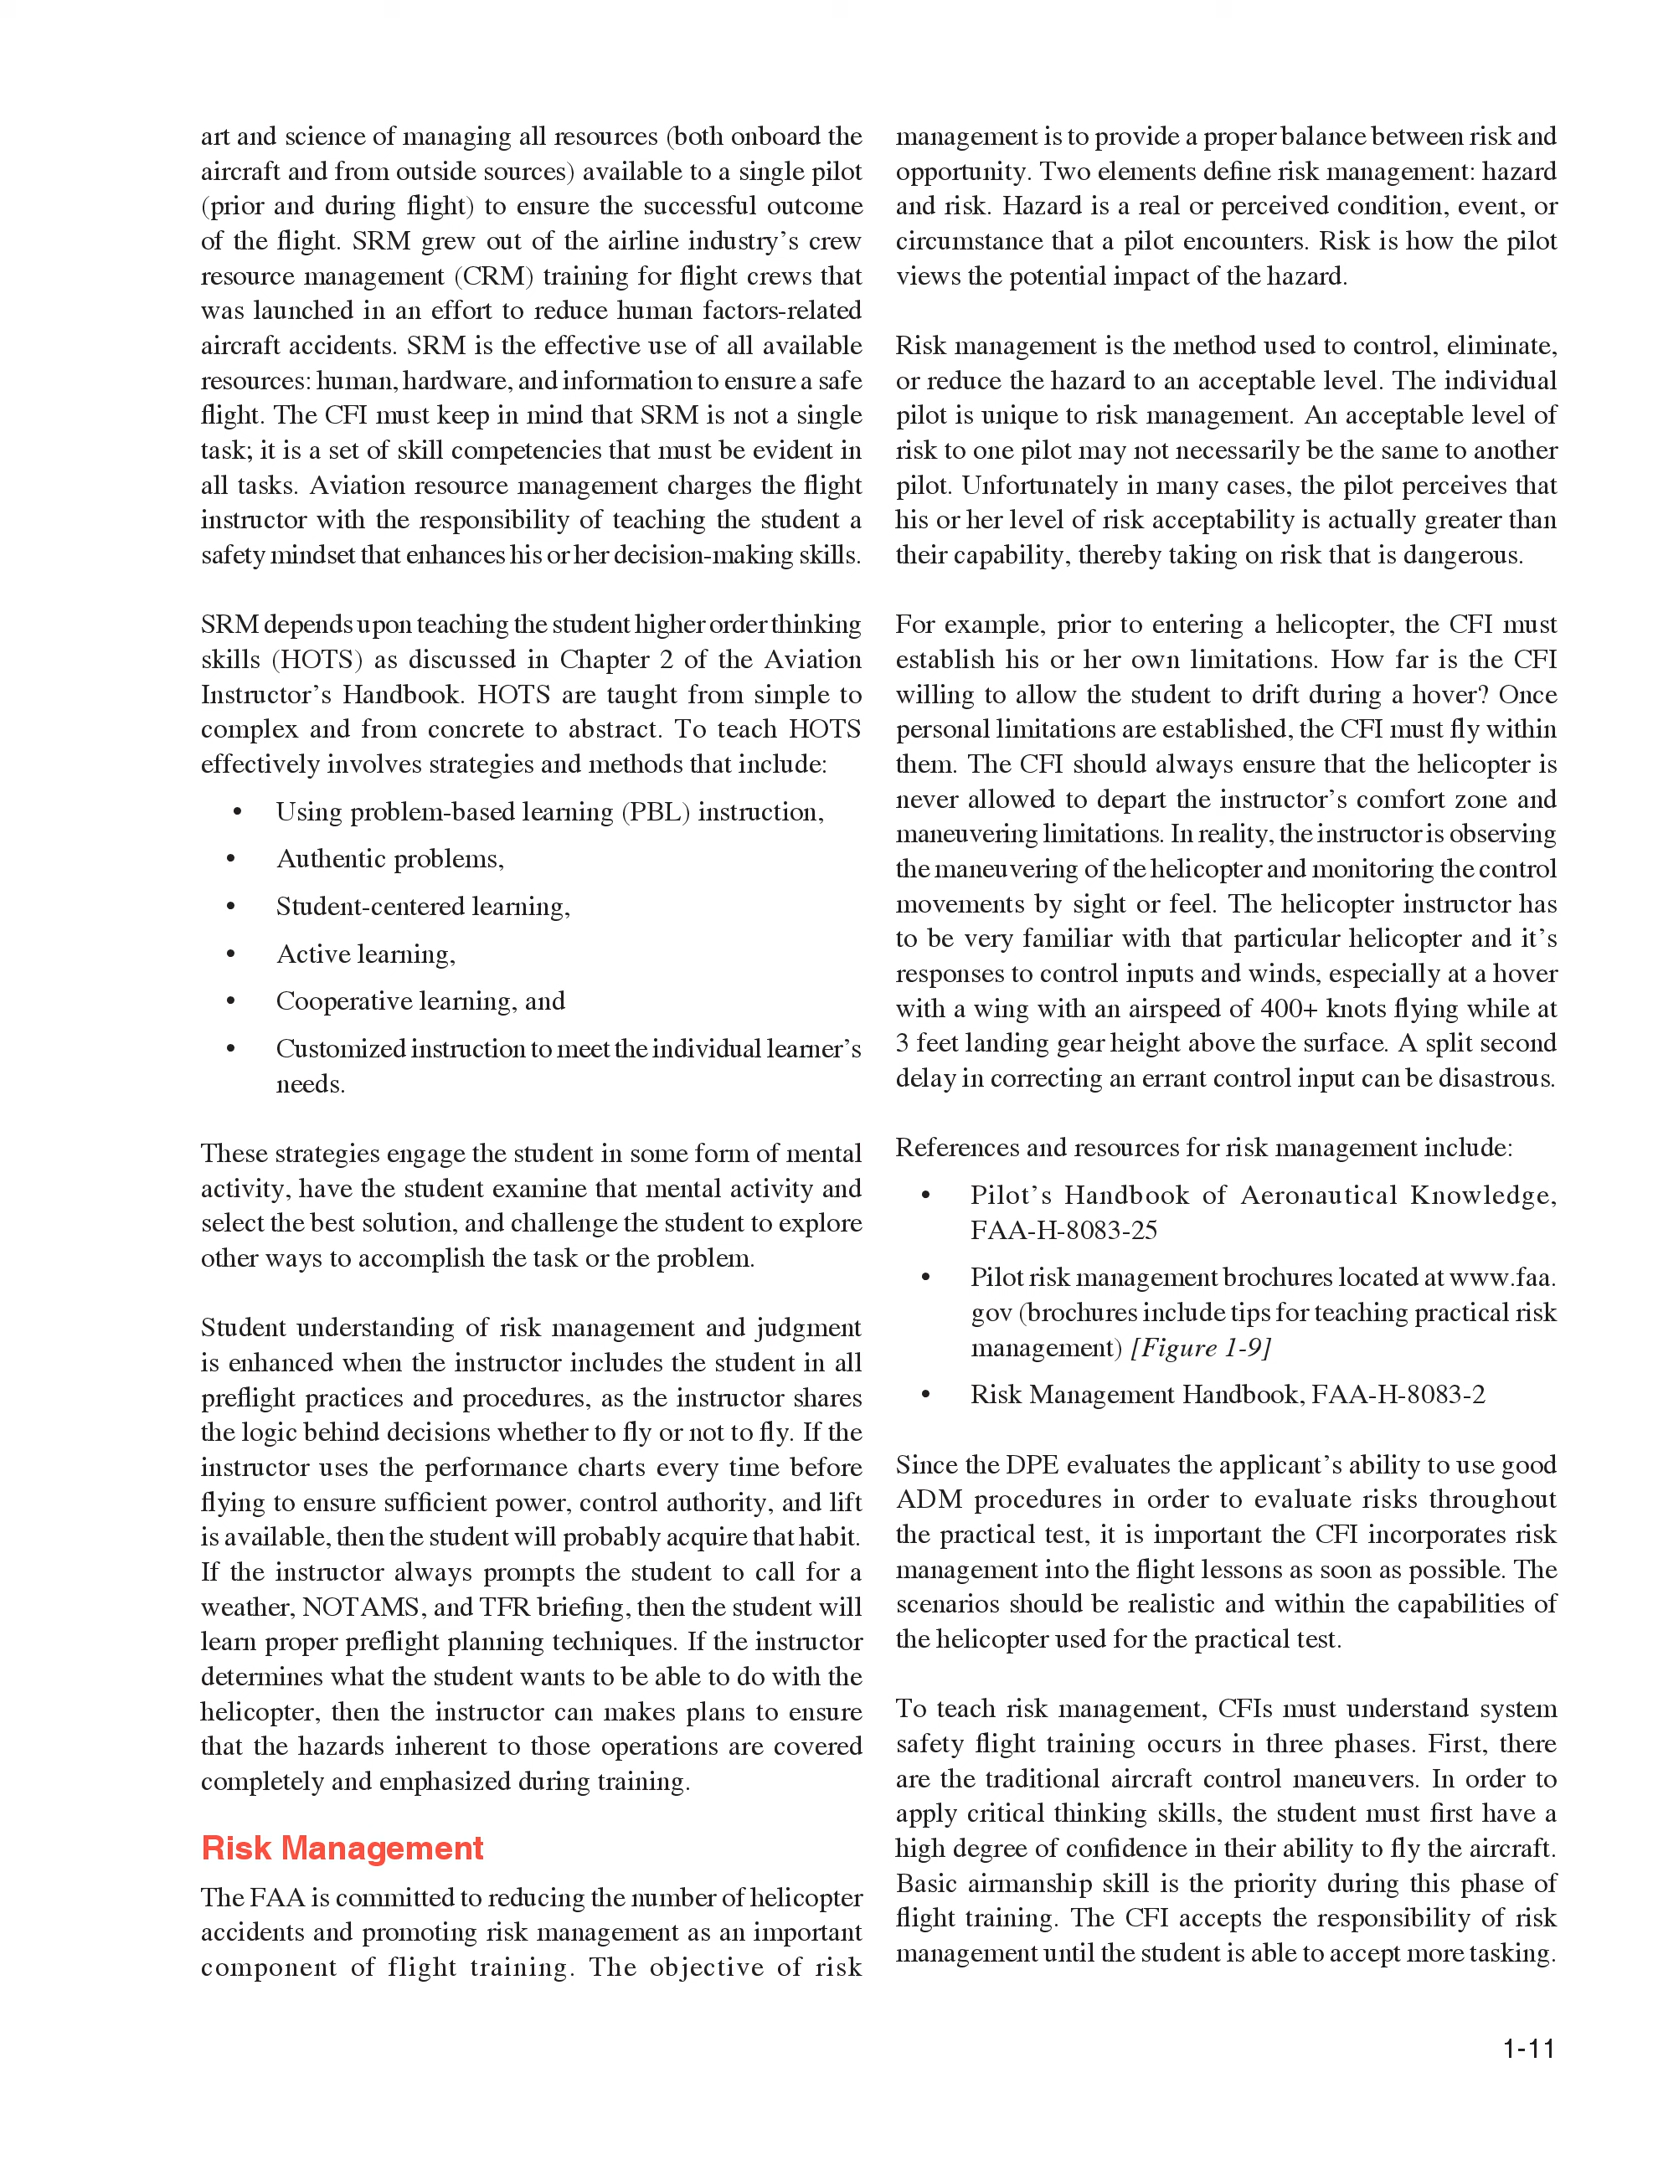 art and science of managing all resources (both onboard the
aircraft and from outside sources) available to a single pilot
(prior and during flight) to ensure the successful outcome
of the flight. SRM grew out of the airline industry’s crew
resource management (CRM) training for flight crews that
was launched in an effort to reduce human factors-related
aircraft accidents. SRM is the effective use of all available
resources: human, hardware, and information to ensure a safe
flight. The CFI must keep in mind that SRM is not a single
task; it is a set of skill competencies that must be evident in
all tasks. Aviation resource management charges the flight
instructor with the responsibility of teaching the student a
safety mindset that enhances his or her decision-making skills.
SRM depends upon teaching the student higher order thinking
skills (HOTS) as discussed in Chapter 2 of the Aviation
Instructor’s Handbook. HOTS are taught from simple to
complex and from concrete to abstract. To teach HOTS
effectively involves strategies and methods that include:
• Using problem-based learning (PBL) instruction,
• Authentic problems,
• Student-centered learning,
• Active learning,
• Cooperative learning, and
• Customized instruction to meet the individual learner’s
needs.
These strategies engage the student in some form of mental
activity, have the student examine that mental activity and
select the best solution, and challenge the student to explore
other ways to accomplish the task or the problem.
Student understanding of risk management and judgment
is enhanced when the instructor includes the student in all
preflight practices and procedures, as the instructor shares
the logic behind decisions whether to fly or not to fly. If the
instructor uses the performance charts every time before
flying to ensure sufficient power, control authority, and lift
is available, then the student will probably acquire that habit.
If the instructor always prompts the student to call for a
weather, NOTAMS, and TFR briefing, then the student will
learn proper preflight planning techniques. If the instructor
determines what the student wants to be able to do with the
helicopter, then the instructor can makes plans to ensure
that the hazards inherent to those operations are covered
completely and emphasized during training.
Risk Management
The FAA is committed to reducing the number of helicopter
accidents and promoting risk management as an important
component of flight training. The objective of risk
management is to provide a proper balance between risk and
opportunity. Two elements define risk management: hazard
and risk. Hazard is a real or perceived condition, event, or
circumstance that a pilot encounters. Risk is how the pilot
views the potential impact of the hazard.
Risk management is the method used to control, eliminate,
or reduce the hazard to an acceptable level. The individual
pilot is unique to risk management. An acceptable level of
risk to one pilot may not necessarily be the same to another
pilot. Unfortunately in many cases, the pilot perceives that
his or her level of risk acceptability is actually greater than
their capability, thereby taking on risk that is dangerous.
For example, prior to entering a helicopter, the CFI must
establish his or her own limitations. How far is the CFI
willing to allow the student to drift during a hover? Once
personal limitations are established, the CFI must fly within
them. The CFI should always ensure that the helicopter is
never allowed to depart the instructor’s comfort zone and
maneuvering limitations. In reality, the instructor is observing
the maneuvering of the helicopter and monitoring the control
movements by sight or feel. The helicopter instructor has
to be very familiar with that particular helicopter and it’s
responses to control inputs and winds, especially at a hover
with a wing with an airspeed of 400+ knots flying while at
3 feet landing gear height above the surface. A split second
delay in correcting an errant control input can be disastrous.
References and resources for risk management include:
• Pilot’s Handbook of Aeronautical Knowledge,
FAA-H-8083-25
• Pilot risk management brochures located at www.faa.
gov (brochures include tips for teaching practical risk
management) [Figure 1-9]
• Risk Management Handbook, FAA-H-8083-2
Since the DPE evaluates the applicant’s ability to use good
ADM procedures in order to evaluate risks throughout
the practical test, it is important the CFI incorporates risk
management into the flight lessons as soon as possible. The
scenarios should be realistic and within the capabilities of
the helicopter used for the practical test.
To teach risk management, CFIs must understand system
safety flight training occurs in three phases. First, there
are the traditional aircraft control maneuvers. In order to
apply critical thinking skills, the student must first have a
high degree of confidence in their ability to fly the aircraft.
Basic airmanship skill is the priority during this phase of
flight training. The CFI accepts the responsibility of risk
management until the student is able to accept more tasking.
1-11